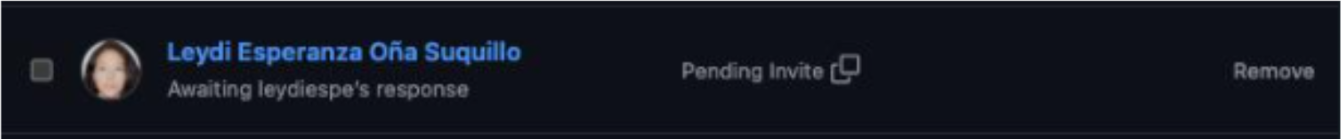 Leydi Esperanza Oña Suquillo
Awaiting leydiespe's response
Pending Invite
Remove